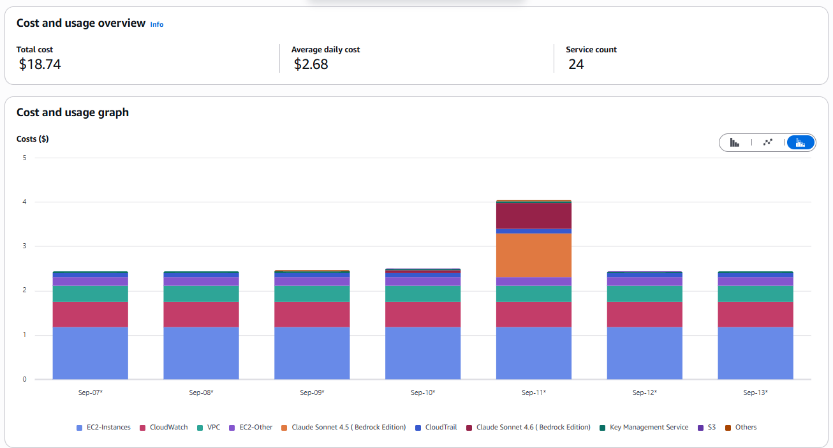 Cost and usage overview Info
Total cost Average daily cost Service count
$18.74 $2.68 24
Cost and usage graph
Costs ($)
5
4
3
2
1
0
Sep-07* Sep-08* Sep-09* Sep-10* Sep-11* Sep-12* Sep-13*
EC2-Instances CloudWatch VPC EC2-Other Claude Sonnet 4.5 ( Bedrock Edition) CloudTrail Claude Sonnet 4.6 ( Bedrock Edition) Key Management Service S3 Others